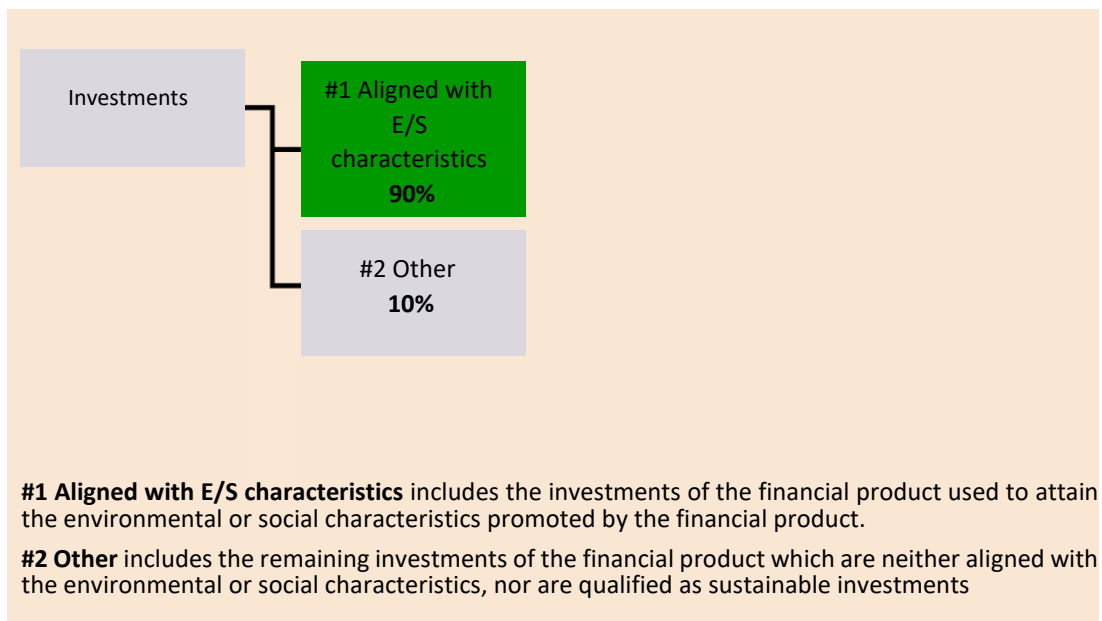 Investments
#1 Aligned with
E/S
characteristics
90%
#2 Other
10%
#1 Aligned with E/S characteristics includes the investments of the financial product used to attain
the environmental or social characteristics promoted by the financial product.
#2 Other includes the remaining investments of the financial product which are neither aligned with
the environmental or social characteristics, nor are qualified as sustainable investments